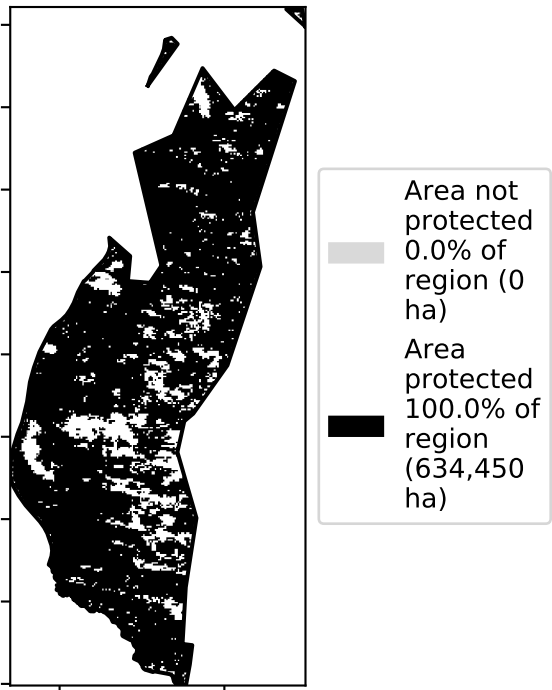 Area not
protected
0.0% of
region (0
ha)
Area
protected
100.0% of
region
(634,450
ha)